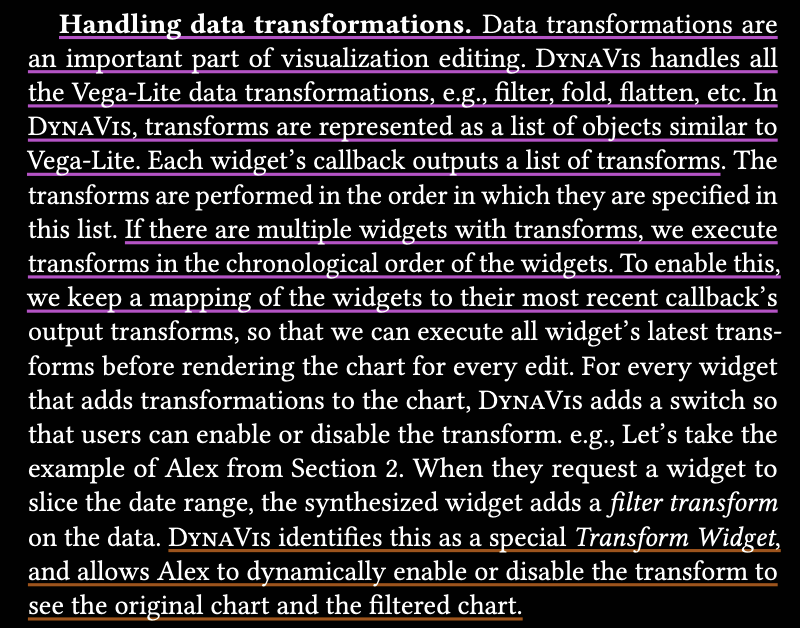 Handling data transformations. Data transformations are
an important part of visualization editing. DynaVis handles all
the Vega-Lite data transformations, e.g., filter, fold, flatten, etc. In
DynaVis, transforms are represented as a list of objects similar to
Vega-Lite. Each widget’s callback outputs a list of transforms. The
transforms are performed in the order in which they are specified in
this list. If there are multiple widgets with transforms, we execute
transforms in the chronological order of the widgets. To enable this,
we keep a mapping of the widgets to their most recent callback’s
output transforms, so that we can execute all widget’s latest trans-
forms before rendering the chart for every edit. For every widget
that adds transformations to the chart, DynaVis adds a switch so
that users can enable or disable the transform. e.g., Let’s take the
example of Alex from Section 2. When they request a widget to
slice the date range, the synthesized widget adds a filter transform
on the data. DynaVis identifies this as a special Transform Widget,
and allows Alex to dynamically enable or disable the transform to
see the original chart and the filtered chart.